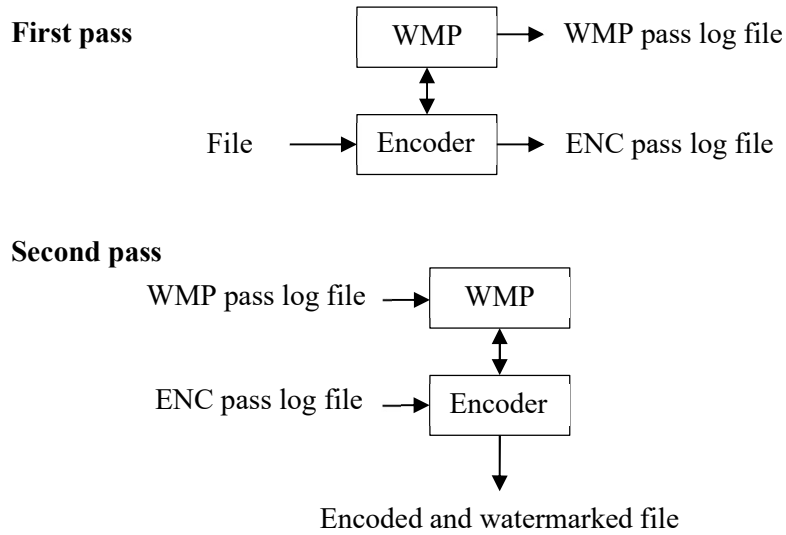 First pass
WMP
WMP pass log file
File
Encoder
ENC pass log file
Second pass
WMP pass log file
WMP
ENC pass log file
Encoder
Encoded and watermarked file